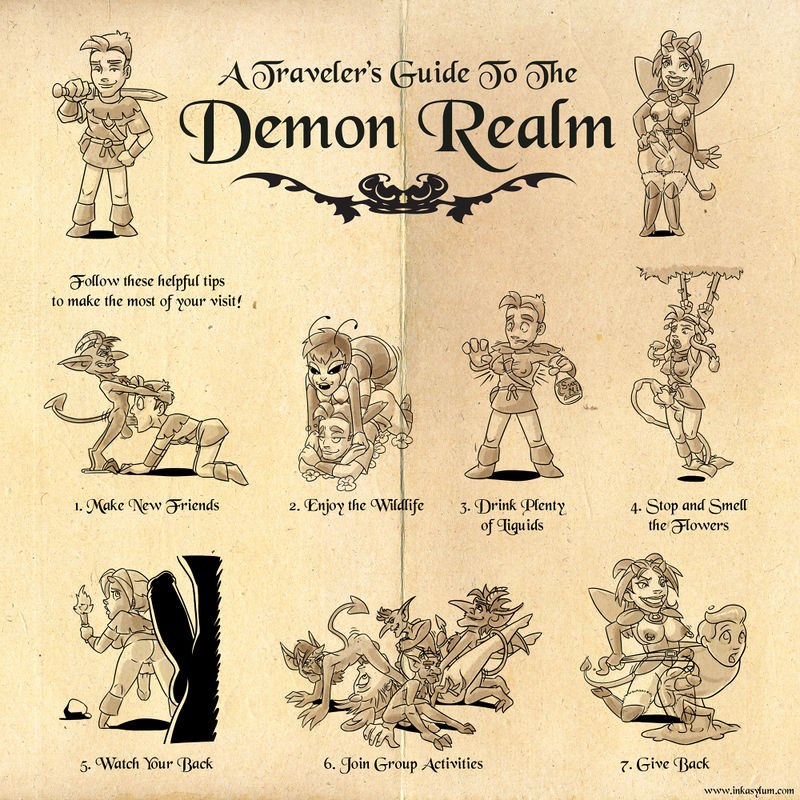 A Traveler's Guide To The
Demon Realm
Follow these helpful tips
to make the most of your visit!
1. Make New Friends
2. Enjoy the Wildlife
3. Drink Plenty
of Liquids
4. Stop and Smell
the Flowers
5. Watch Your Back
6. Join Group Activities
7. Give Back
www.inkasylum.com